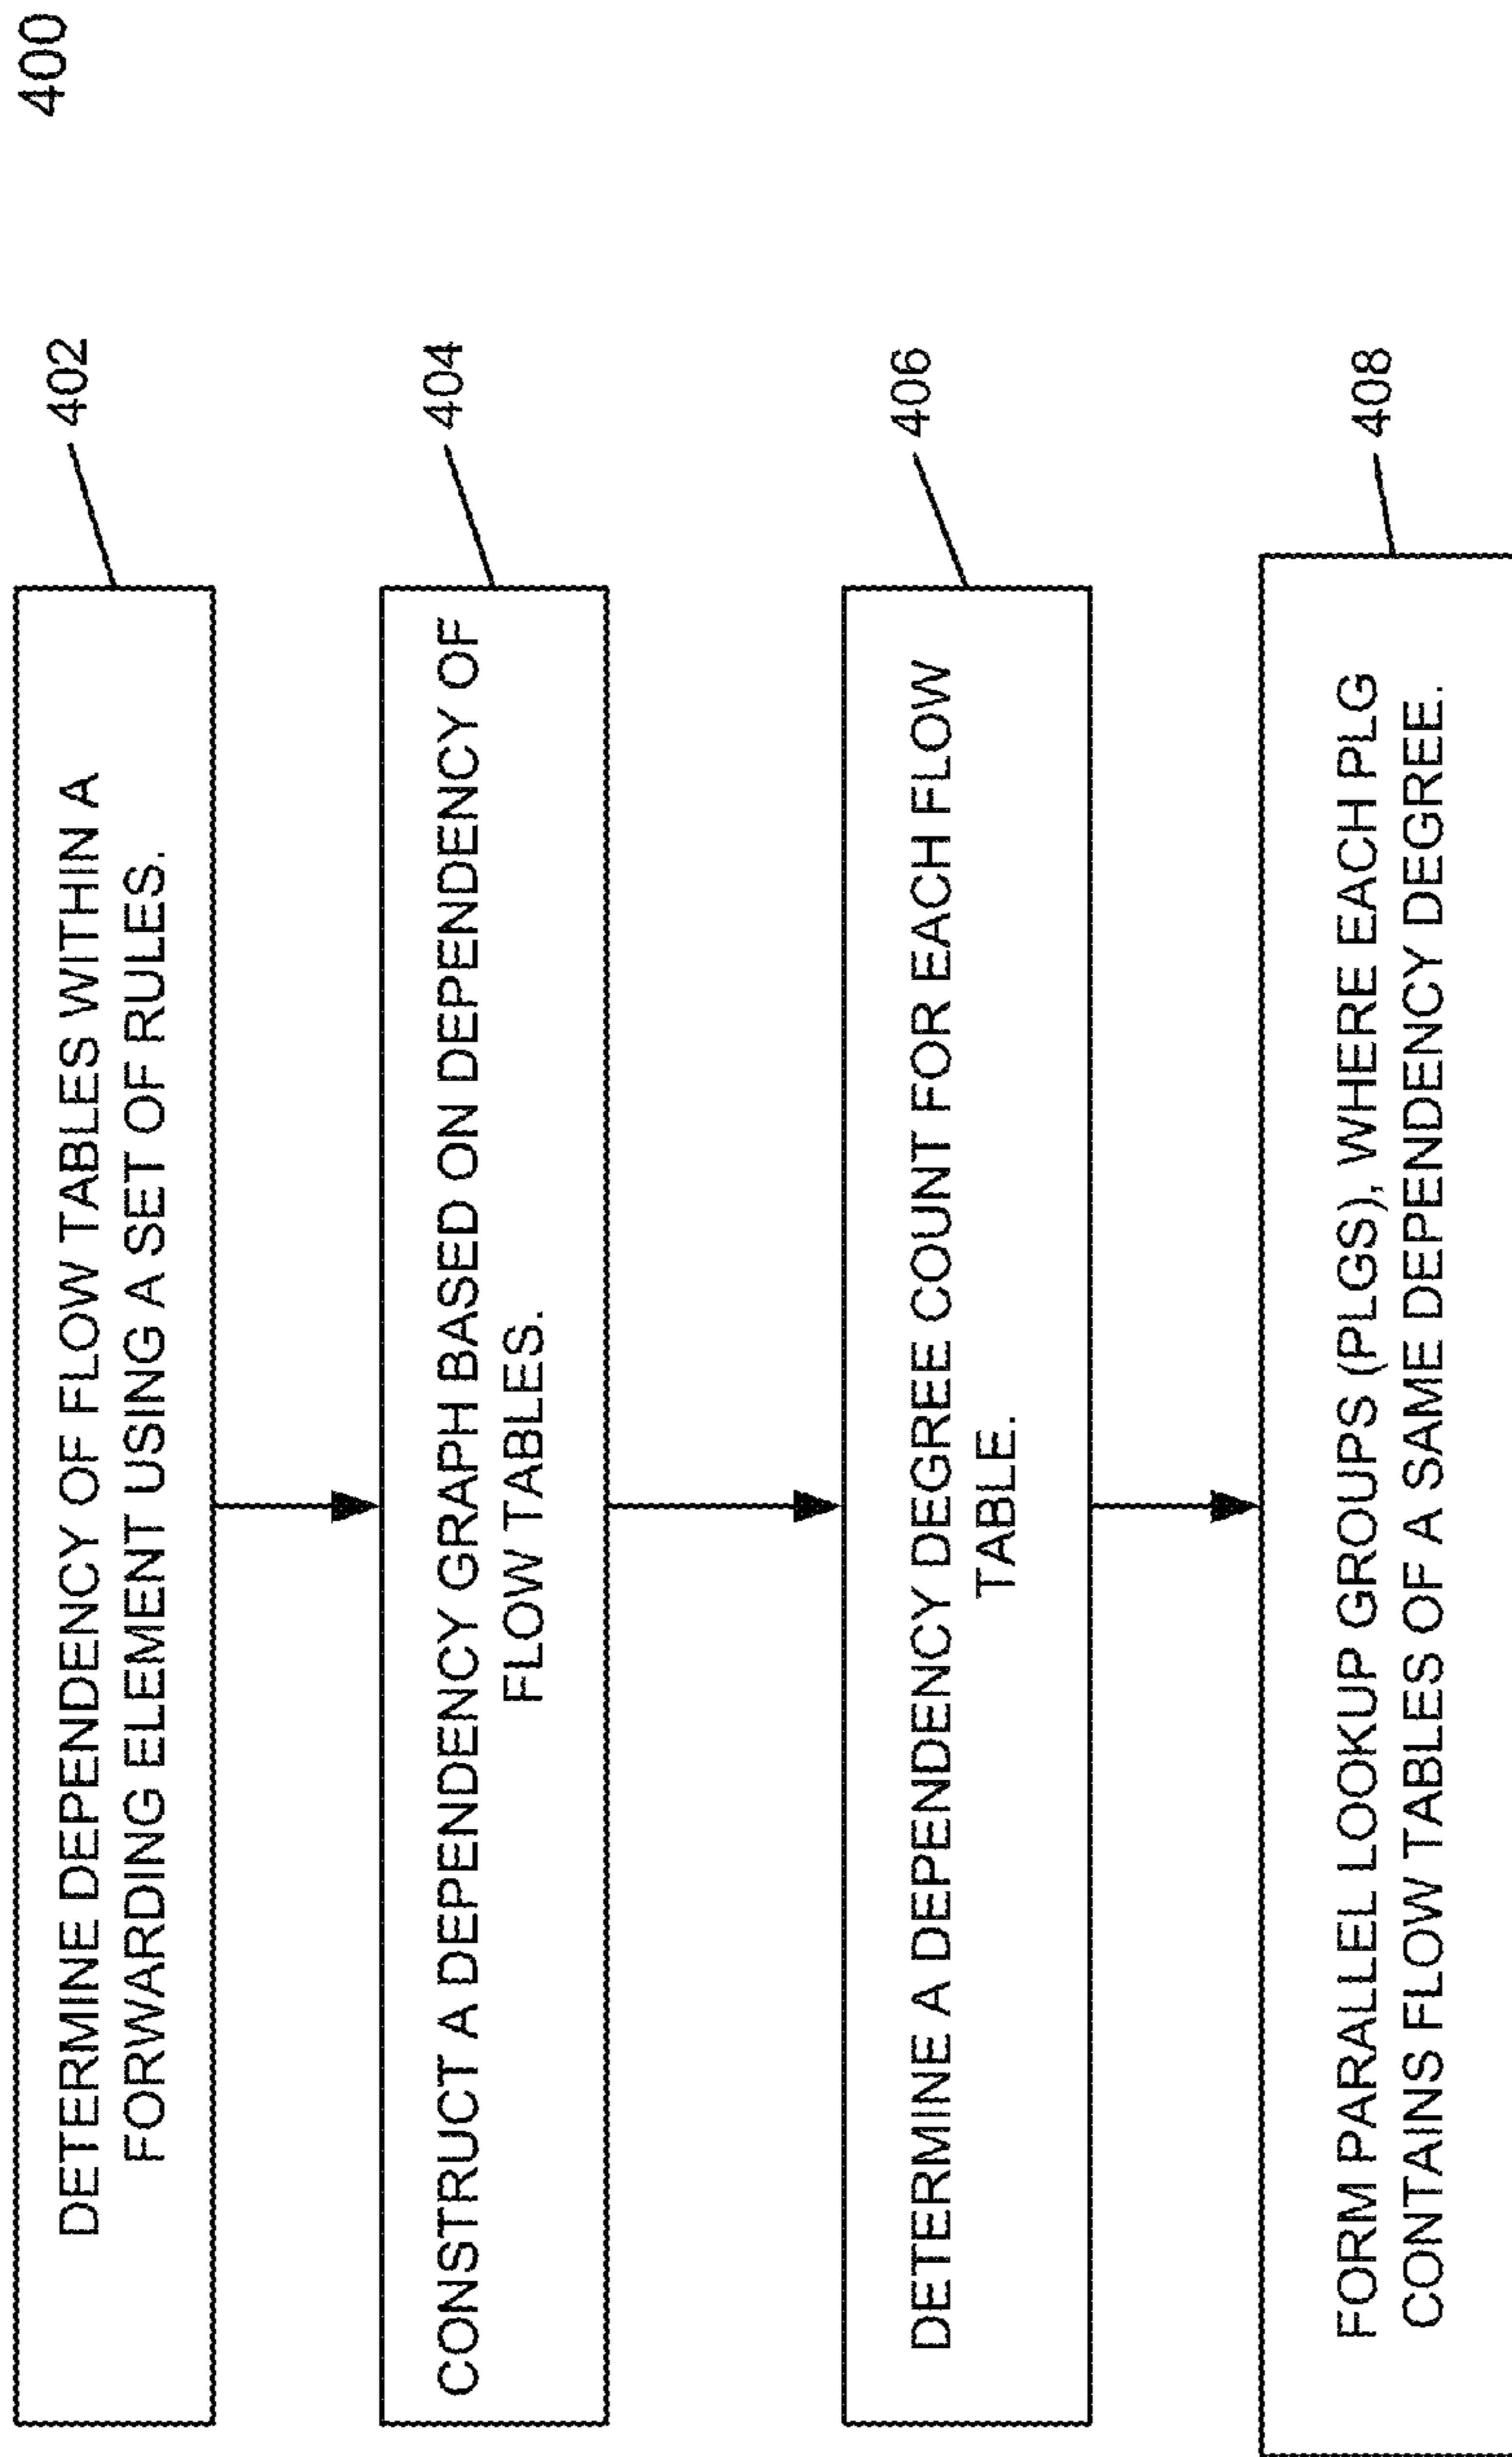 400
402
DETERMINE DEPENDENCY OF FLOW TABLES WITHIN A
FORWARDING ELEMENT USING A SET OF RULES.
404
CONSTRUCT A DEPENDENCY GRAPH BASED ON DEPENDENCY OF
FLOW TABLES.
406
DETERMINE A DEPENDENCY DEGREE COUNT FOR EACH FLOW
TABLE.
408
FORM PARALLEL LOOKUP GROUPS (PLGS), WHERE EACH PLG
CONTAINS FLOW TABLES OF A SAME DEPENDENCY DEGREE.